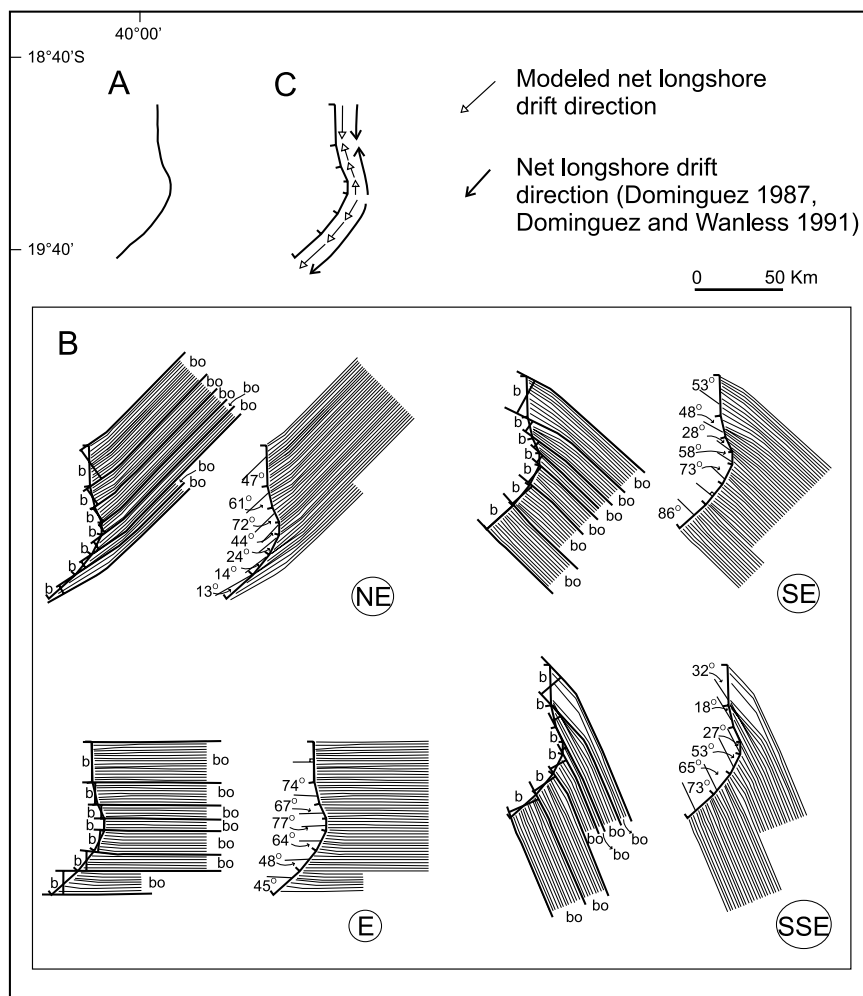 40°00’
18°40’S
A
C
Modeled net longshore
drift direction
Net longshore drift
direction (Dominguez 1987,
Dominguez and Wanless 1991)
19°40’
0 50 Km
B
bo
bo
bo
bo
bo
bo
bo
bo
b
b
b
b
b
b
b
47°
61°
72°
44°
24°
14°
13°
NE
b
b
b
b
b
b
b
bo
bo
bo
bo
bo
bo
53°
48°
28°
58°
73°
86°
SE
b
b
b
b
b
b
bo
bo
bo
bo
bo
bo
bo
74°
67°
77°
64°
48°
45°
E
b
b
b
b
b
b
b
bo
bo
bo
bo
bo
bo
32°
18°
27°
53°
65°
73°
SSE